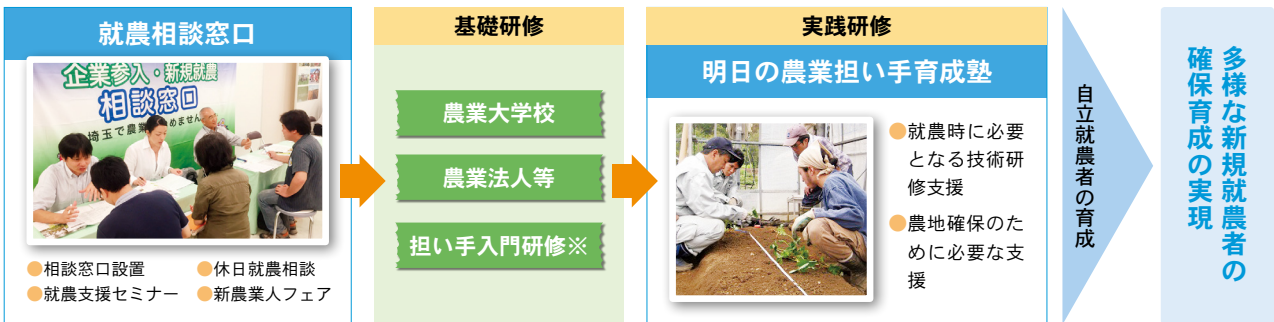 就農相談窓口
企業参入・新規就農
相談窓口
埼玉で農業
めません
●相談窓口設置
●休日就農相談
●就農支援セミナー
●新農業人フェア
基礎研修
農業大学校
農業法人等
担い手入門研修※
実践研修
明日の農業担い手育成塾
●就農時に必要
となる技術研
修支援
●農地確保のた
めに必要な支
援
自立就農者の育成
多様な新規就農者の
確保育成の実現